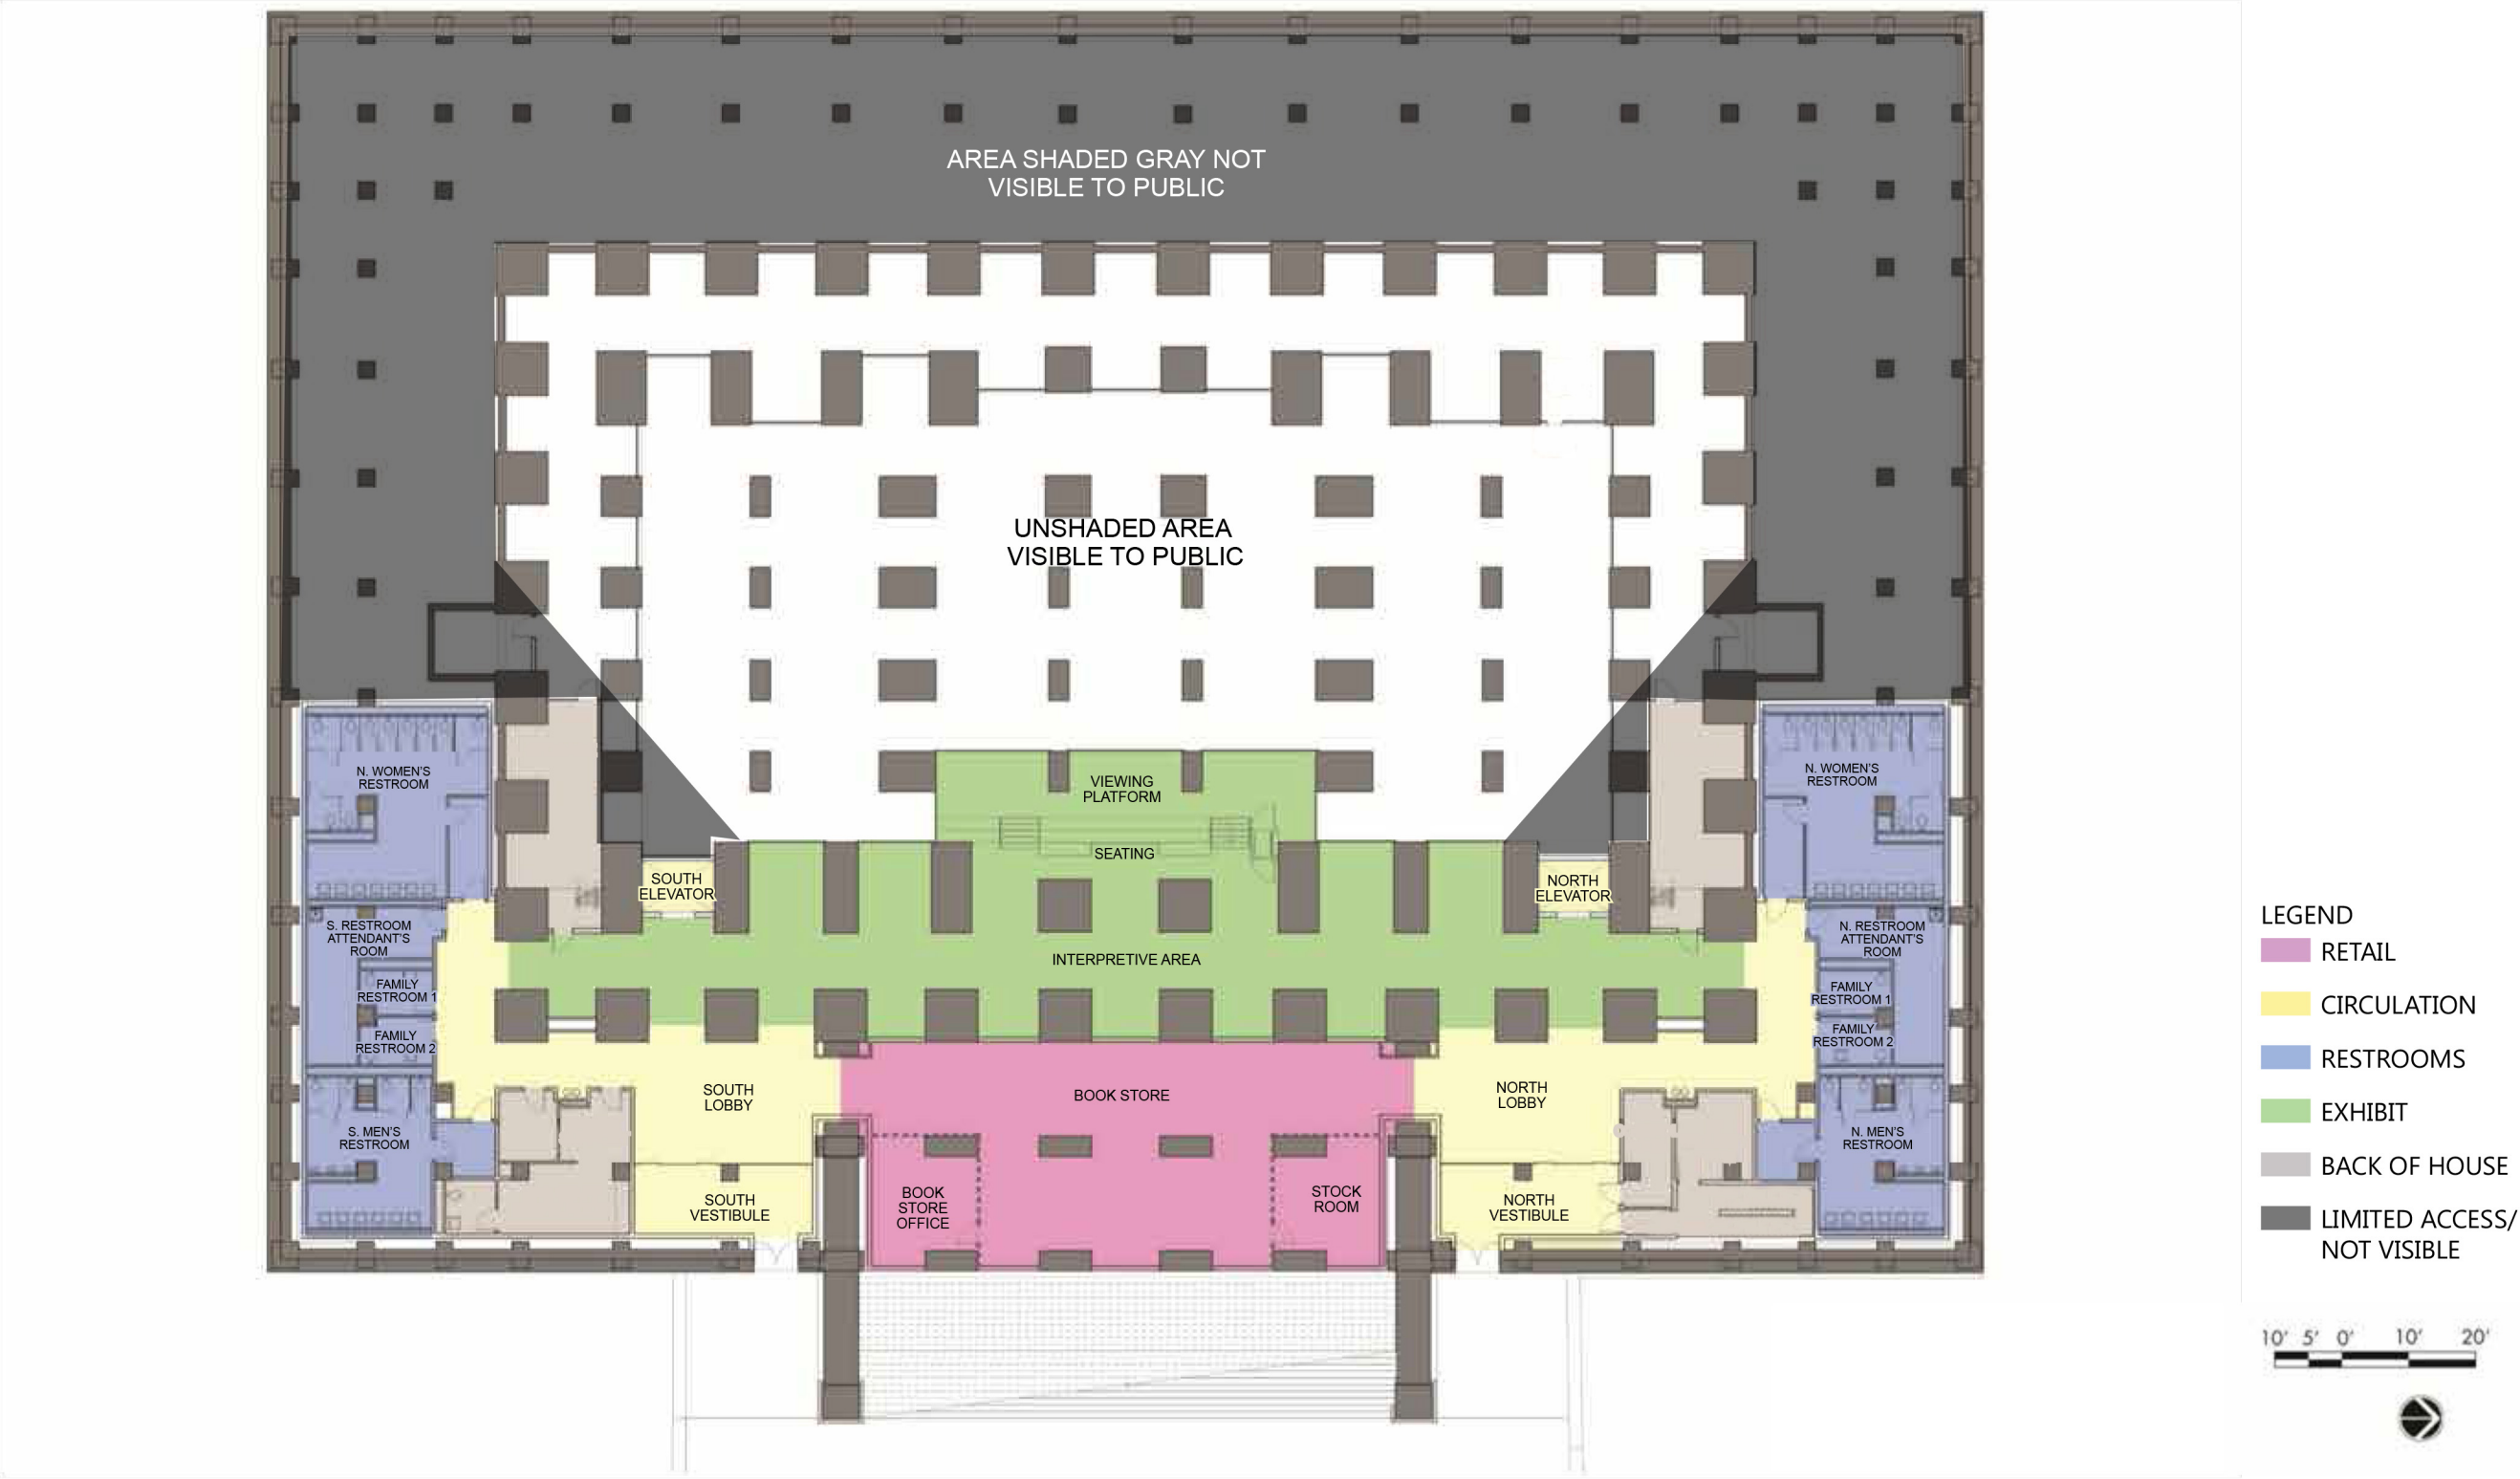 AREA SHADED GRAY NOT
VISIBLE TO PUBLIC
UNSHADED AREA
VISIBLE TO PUBLIC
N. WOMEN'S
RESTROOM
VIEWING
PLATFORM
N. WOMEN'S
RESTROOM
SEATING
SOUTH
ELEVATOR
NORTH
ELEVATOR
S. RESTROOM
ATTENDANT'S
ROOM
N. RESTROOM
ATTENDANT'S
ROOM
INTERPRETIVE AREA
FAMILY
RESTROOM 1
FAMILY
RESTROOM 1
FAMILY
RESTROOM 2
FAMILY
RESTROOM 2
SOUTH
LOBBY
BOOK STORE
NORTH
LOBBY
S. MEN'S
RESTROOM
N. MEN'S
RESTROOM
SOUTH
VESTIBULE
BOOK
STORE
OFFICE
STOCK
ROOM
NORTH
VESTIBULE
LEGEND
RETAIL
CIRCULATION
RESTROOMS
EXHIBIT
BACK OF HOUSE
LIMITED ACCESS/
NOT VISIBLE
10' 5' 0' 10' 20'